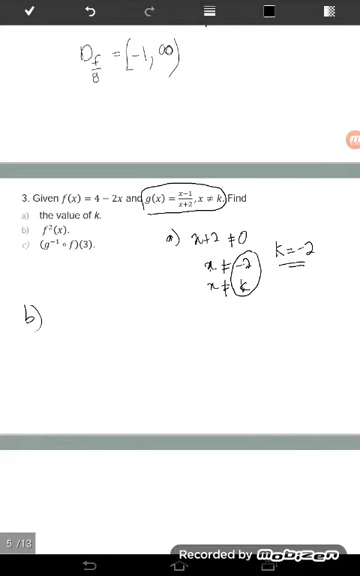 D f/g = [-1, ∞)
3. Given f(x) = 4 − 2x and g(x) = x−1/x+2, x ≠ k. Find
a) the value of k.
b) f²(x).
c) (g⁻¹ ∘ f)(3).
a) x+2 ≠ 0
x ≠ -2
x ≠ k
k = -2
b)
5 /13
Recorded by mobizen